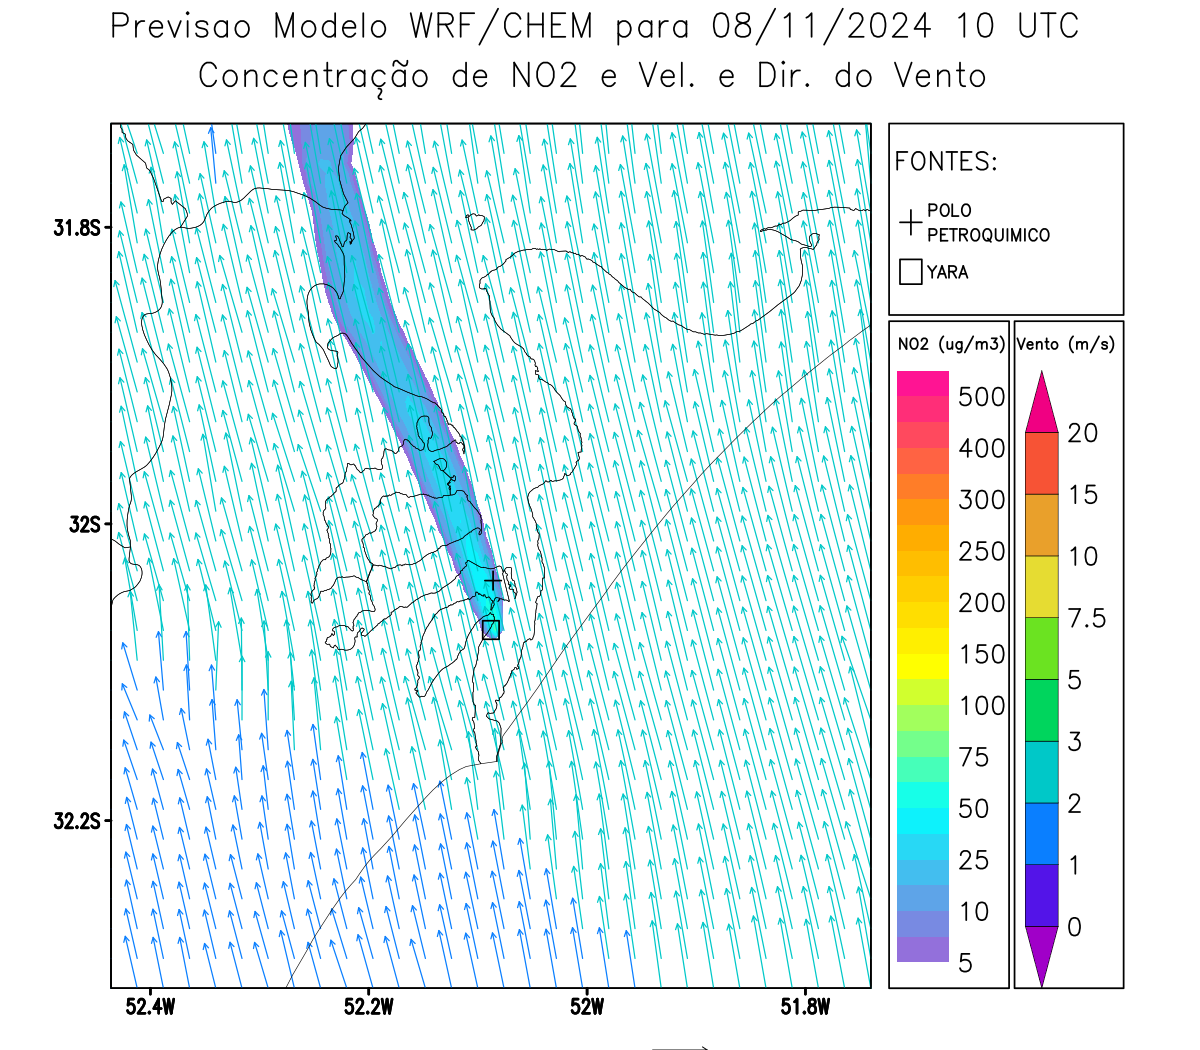 Previsao Modelo WRF/CHEM para 08/11/2024 10 UTC
Concentração de NO2 e Vel. e Dir. do Vento
FONTES:
POLO
PETROQUIMICO
YARA
NO2 (ug/m3)
500
400
300
250
200
150
100
75
50
25
10
5
Vento (m/s)
20
15
10
7.5
5
3
2
1
0
31.8S
32S
32.2S
52.4W
52.2W
52W
51.8W